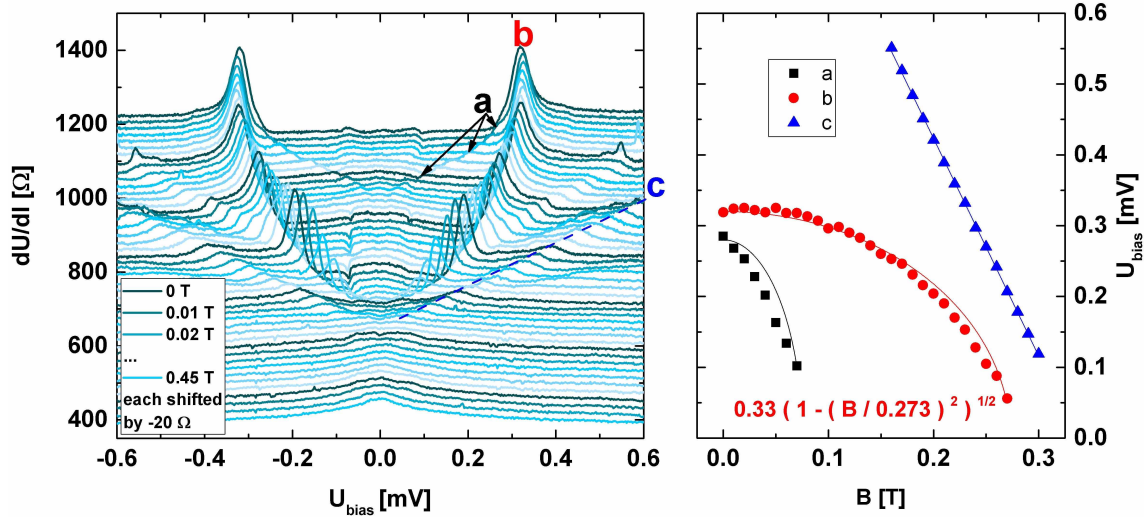 dU/dI [Ω]
1400
1200
1000
800
600
400
b
a
c
0 T
0.01 T
0.02 T
...
0.45 T
each shifted
by -20 Ω
-0.6 -0.4 -0.2 0.0 0.2 0.4 0.6
U_bias [mV]
a
b
c
0.33 ( 1 - ( B / 0.273 )² )^1/2
0.0 0.1 0.2 0.3
B [T]
0.6
0.5
0.4
0.3
0.2
0.1
0.0
U_bias [mV]